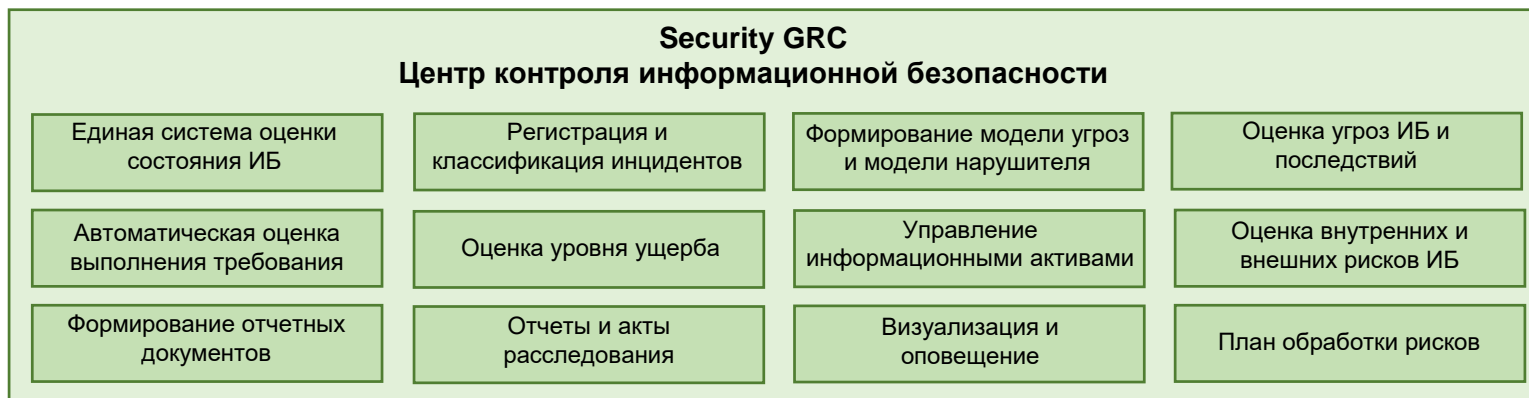 Security GRC
Центр контроля информационной безопасности
Единая система оценки
состояния ИБ
Регистрация и
классификация инцидентов
Формирование модели угроз
и модели нарушителя
Оценка угроз ИБ и
последствий
Автоматическая оценка
выполнения требования
Оценка уровня ущерба
Управление
информационными активами
Оценка внутренних и
внешних рисков ИБ
Формирование отчетных
документов
Отчеты и акты
расследования
Визуализация и
оповещение
План обработки рисков